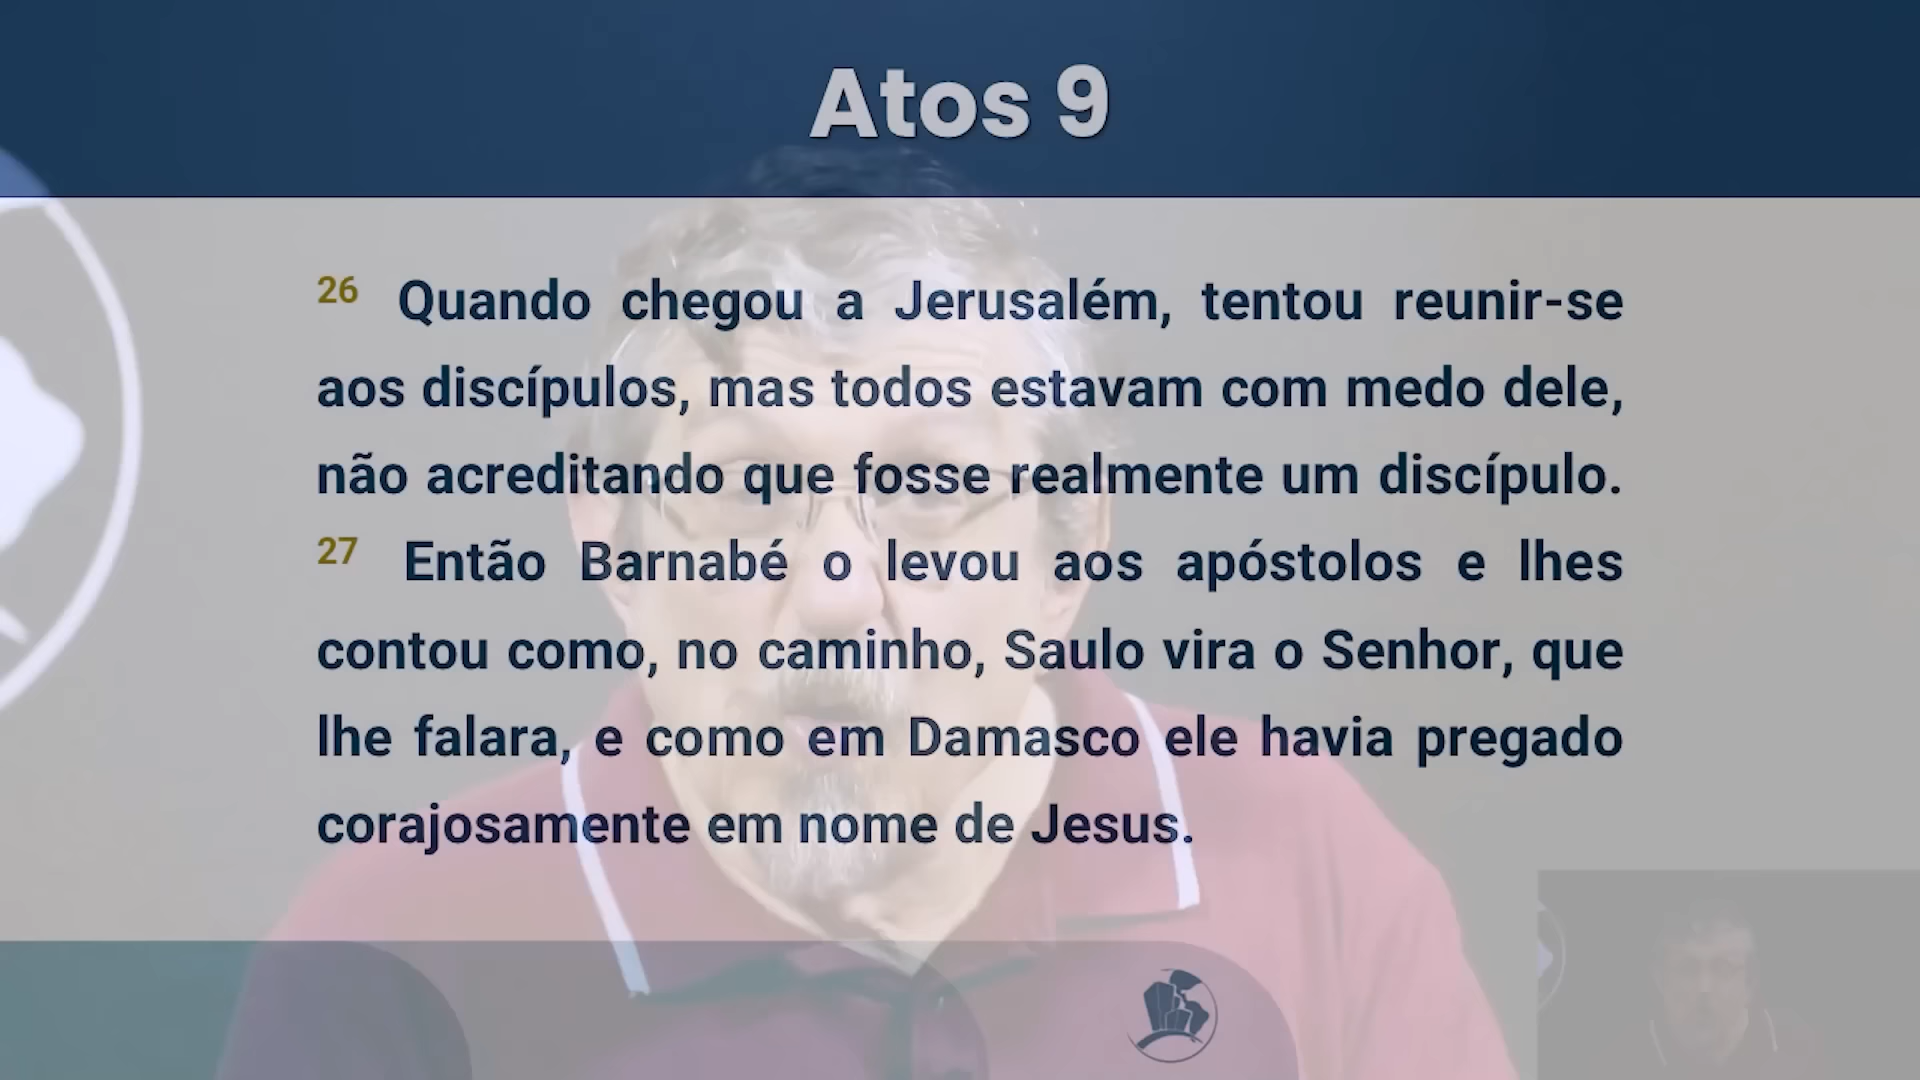 Atos 9
26 Quando chegou a Jerusalém, tentou reunir-se
aos discípulos, mas todos estavam com medo dele,
não acreditando que fosse realmente um discípulo.
27 Então Barnabé o levou aos apóstolos e lhes
contou como, no caminho, Saulo vira o Senhor, que
lhe falara, e como em Damasco ele havia pregado
corajosamente em nome de Jesus.